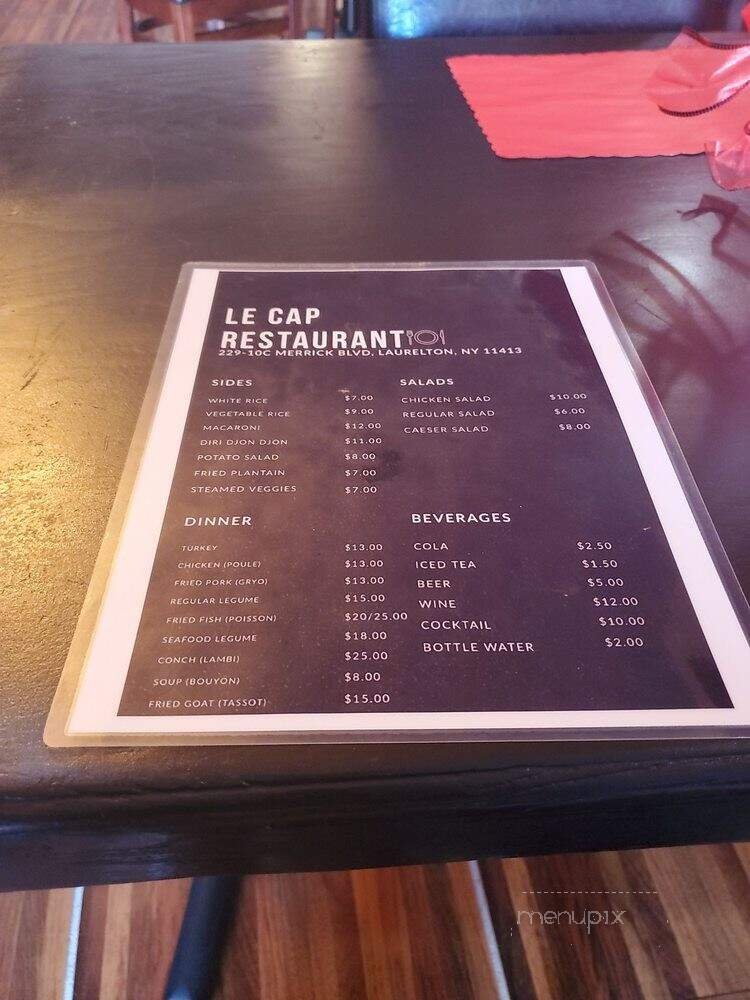 LE CAP
RESTAURANT
229-10C MERRICK BLVD, LAURELTON, NY 11413
SIDES
WHITE RICE $7.00
VEGETABLE RICE $9.00
MACARONI $12.00
DIRI DJON DJON $11.00
POTATO SALAD $8.00
FRIED PLANTAIN $7.00
STEAMED VEGGIES $7.00
SALADS
CHICKEN SALAD $10.00
REGULAR SALAD $6.00
CAESER SALAD $8.00
DINNER
TURKEY $13.00
CHICKEN (POULE) $13.00
FRIED PORK (GRYO) $13.00
REGULAR LEGUME $15.00
FRIED FISH (POISSON) $20/25.00
SEAFOOD LEGUME $18.00
CONCH (LAMBI) $25.00
SOUP (BOUYON) $8.00
FRIED GOAT (TASSOT) $15.00
BEVERAGES
COLA $2.50
ICED TEA $1.50
BEER $5.00
WINE $12.00
COCKTAIL $10.00
BOTTLE WATER $2.00
menupix